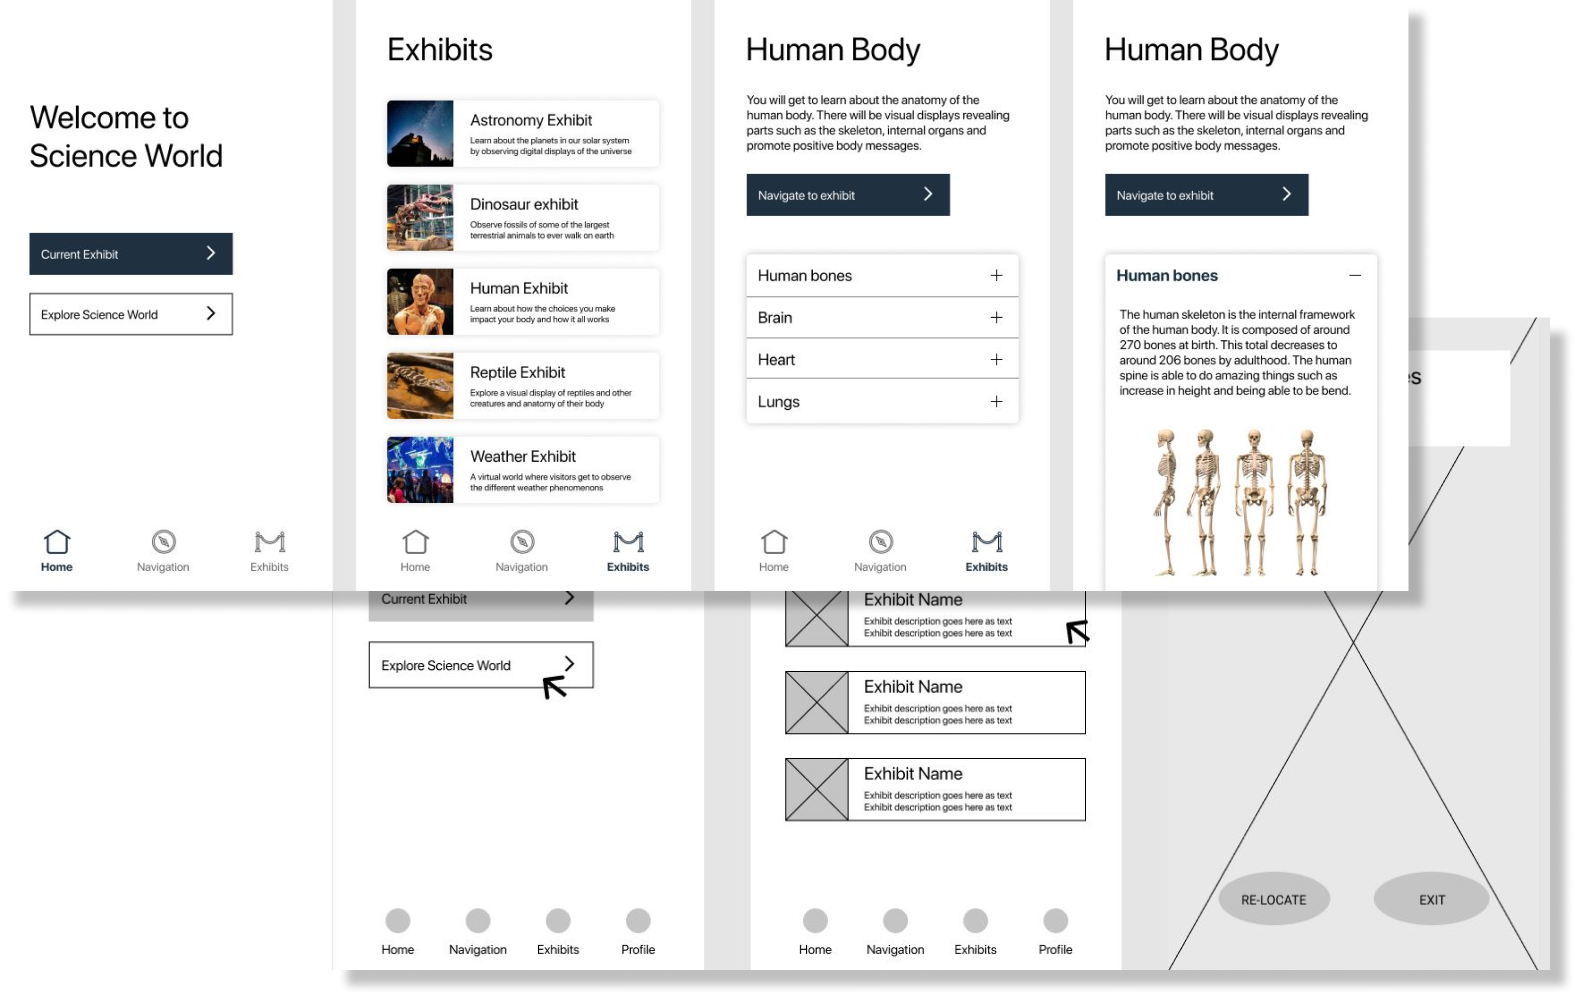 Welcome to
Science World
Current Exhibit
Explore Science World
Home
Navigation
Exhibits
Exhibits
Astronomy Exhibit
Learn about the planets in our solar system
by observing digital displays of the universe
Dinosaur exhibit
Observe fossils of some of the largest
terrestrial animals to ever walk on earth
Human Exhibit
Learn about how the choices you make
impact your body and how it all works
Reptile Exhibit
Explore a visual display of reptiles and other
creatures and anatomy of their body
Weather Exhibit
A virtual world where visitors get to observe
the different weather phenomenons
Home
Navigation
Exhibits
Human Body
You will get to learn about the anatomy of the
human body. There will be visual displays revealing
parts such as the skeleton, internal organs and
promote positive body messages.
Navigate to exhibit
Human bones
Brain
Heart
Lungs
Home
Navigation
Exhibits
Human Body
You will get to learn about the anatomy of the
human body. There will be visual displays revealing
parts such as the skeleton, internal organs and
promote positive body messages.
Navigate to exhibit
Human bones
The human skeleton is the internal framework
of the human body. It is composed of around
270 bones at birth. This total decreases to
around 206 bones by adulthood. The human
spine is able to do amazing things such as
increase in height and being able to be bend.
Current Exhibit
Explore Science World
Home
Navigation
Exhibits
Profile
Exhibit Name
Exhibit description goes here as text
Exhibit description goes here as text
Exhibit Name
Exhibit description goes here as text
Exhibit description goes here as text
Exhibit Name
Exhibit description goes here as text
Exhibit description goes here as text
Home
Navigation
Exhibits
Profile
RE-LOCATE
EXIT